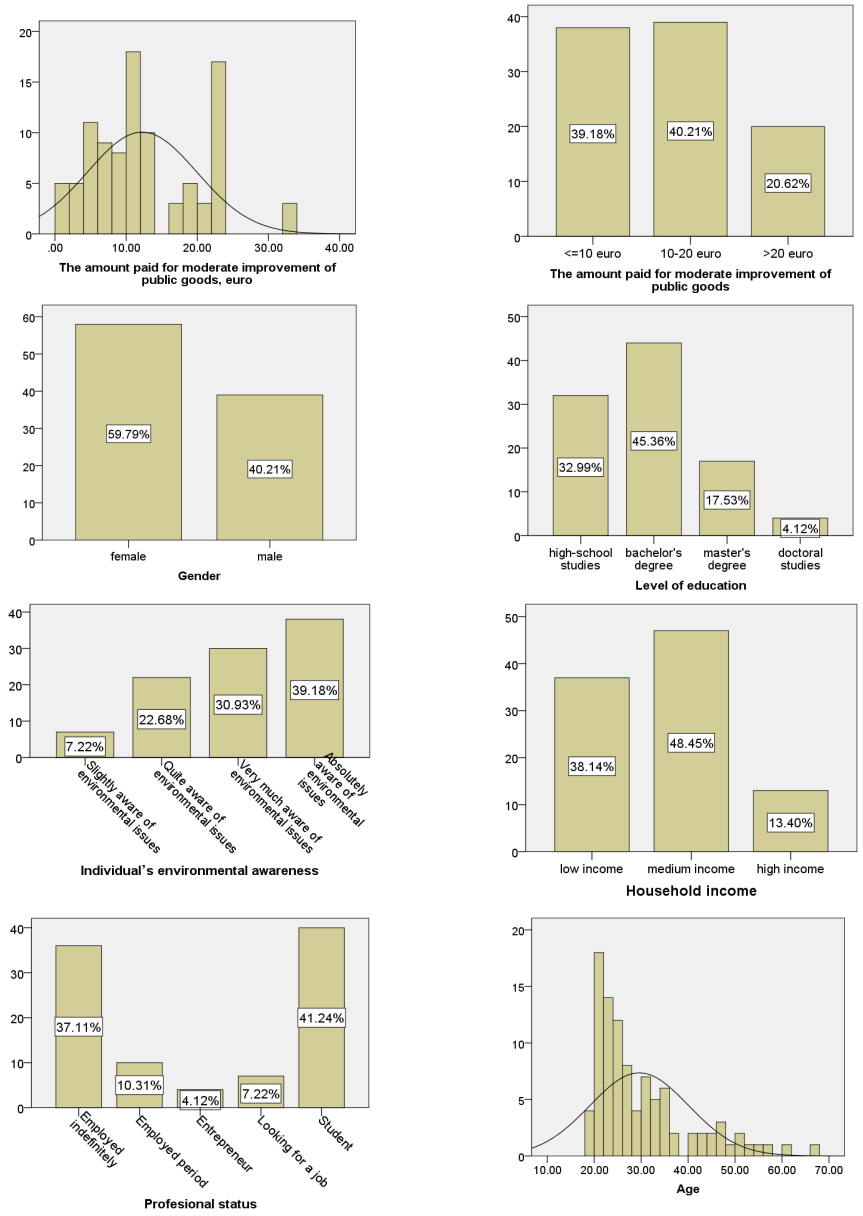 20
15
10
5
0
.00 10.00 20.00 30.00 40.00
The amount paid for moderate improvement of
public goods, euro
40
30
20
10
0
39.18%
40.21%
20.62%
<=10 euro 10-20 euro >20 euro
The amount paid for moderate improvement of
public goods
60
50
40
30
20
10
0
59.79%
40.21%
female male
Gender
50
40
30
20
10
0
32.99%
45.36%
17.53%
4.12%
high-school
studies
bachelor's
degree
master's
degree
doctoral
studies
Level of education
40
30
20
10
0
7.22%
22.68%
30.93%
39.18%
Slightly aware of
environmental issues
Quite aware of
environmental issues
Very much aware of
environmental issues
Absolutely
aware of
environmental
issues
Individual's environmental awareness
50
40
30
20
10
0
38.14%
48.45%
13.40%
low income medium income high income
Household income
40
30
20
10
0
37.11%
10.31%
4.12%
7.22%
41.24%
Employed
indefinitely
Employed period
Entrepreneur
Looking for a job
Student
Profesional status
20
15
10
5
0
10.00 20.00 30.00 40.00 50.00 60.00 70.00
Age